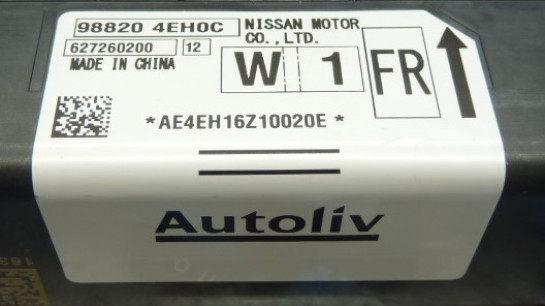 98820 4EH0C NISSAN MOTOR
CO.,LTD.
627260200 12
MADE IN CHINA
W 1 FR
*AE4EH16Z10020E*
Autoliv